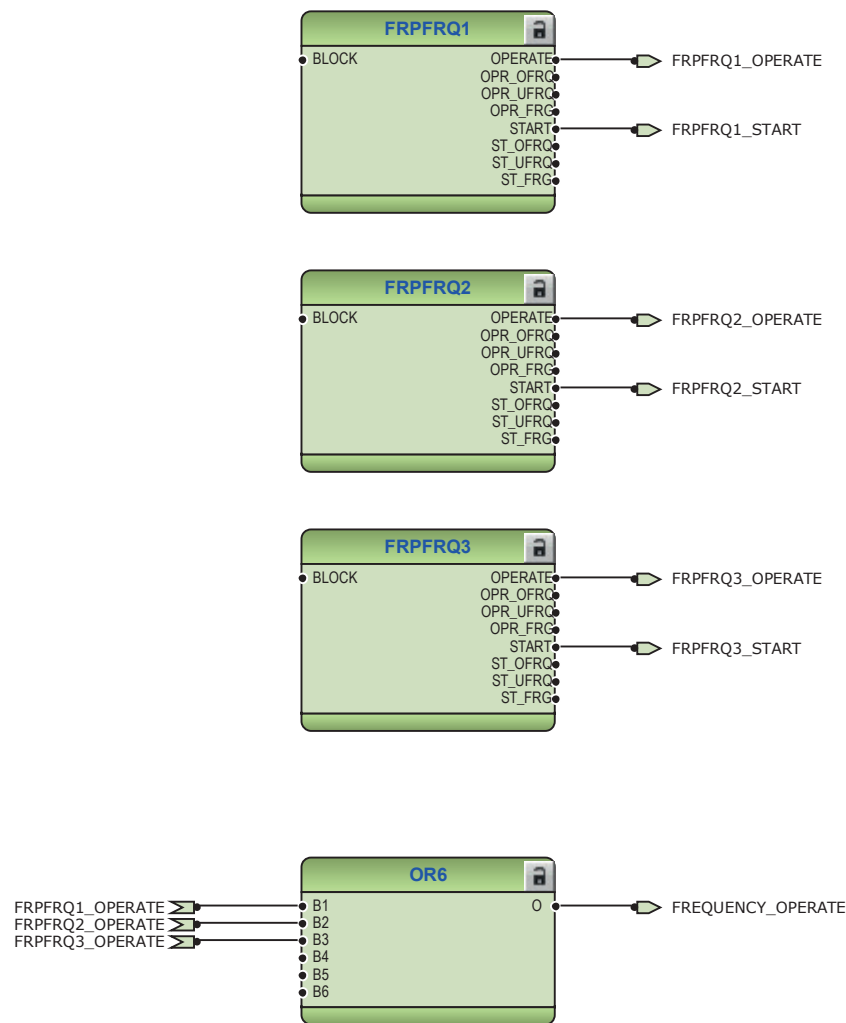 FRPFRQ1
BLOCK OPERATE FRPFRQ1_OPERATE
OPR_OFRQ
OPR_UFRQ
OPR_FRG
START FRPFRQ1_START
ST_OFRQ
ST_UFRQ
ST_FRG
FRPFRQ2
BLOCK OPERATE FRPFRQ2_OPERATE
OPR_OFRQ
OPR_UFRQ
OPR_FRG
START FRPFRQ2_START
ST_OFRQ
ST_UFRQ
ST_FRG
FRPFRQ3
BLOCK OPERATE FRPFRQ3_OPERATE
OPR_OFRQ
OPR_UFRQ
OPR_FRG
START FRPFRQ3_START
ST_OFRQ
ST_UFRQ
ST_FRG
OR6
FRPFRQ1_OPERATE B1 O FREQUENCY_OPERATE
FRPFRQ2_OPERATE B2
FRPFRQ3_OPERATE B3
B4
B5
B6